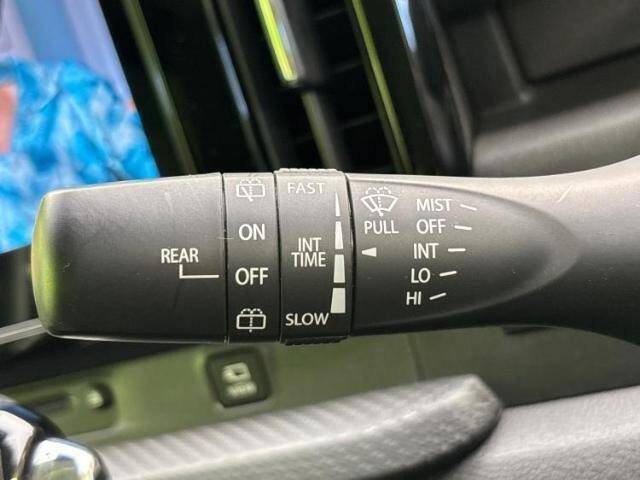 REAR
ON
OFF
FAST
INT
TIME
SLOW
PULL
MIST
OFF
INT
LO
HI